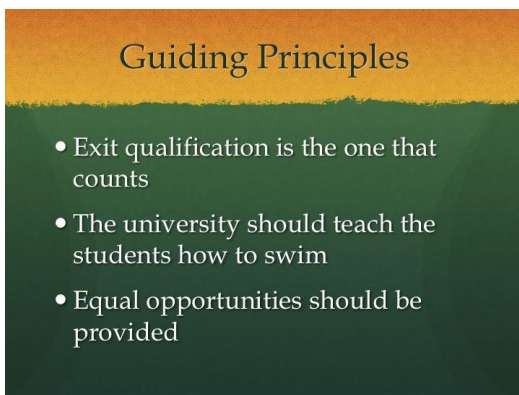 Guiding Principles
• Exit qualification is the one that
counts
• The university should teach the
students how to swim
• Equal opportunities should be
provided